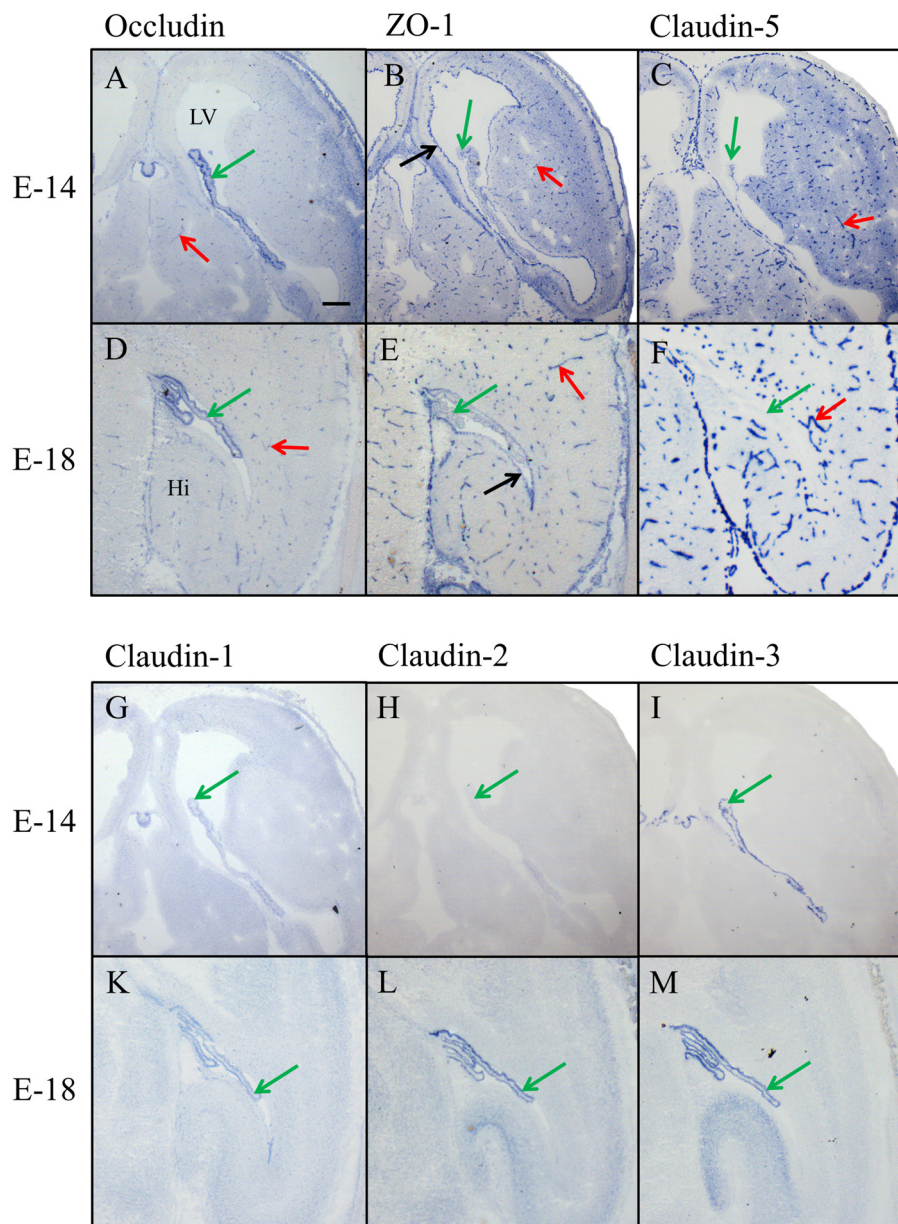 Occludin ZO-1 Claudin-5
E-14 A B C
LV
E-18 D E F
Hi
Claudin-1 Claudin-2 Claudin-3
E-14 G H I
E-18 K L M